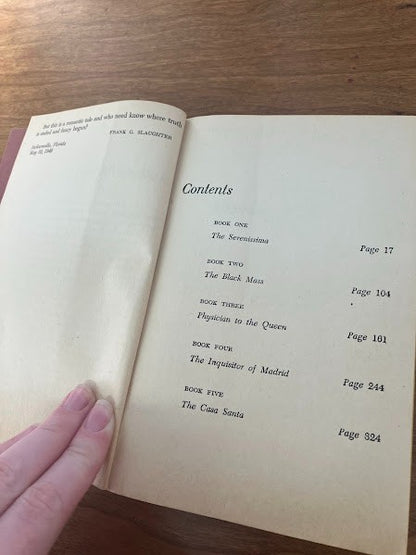 But this is a romantic tale and who need know where truth
is ended and fancy begun?
FRANK G. SLAUGHTER
Jacksonville, Florida
May 10, 1948
Contents
BOOK ONE
The Serenissima Page 17
BOOK TWO
The Black Mass Page 104
BOOK THREE
Physician to the Queen Page 161
BOOK FOUR
The Inquisitor of Madrid Page 244
BOOK FIVE
The Casa Santa Page 324